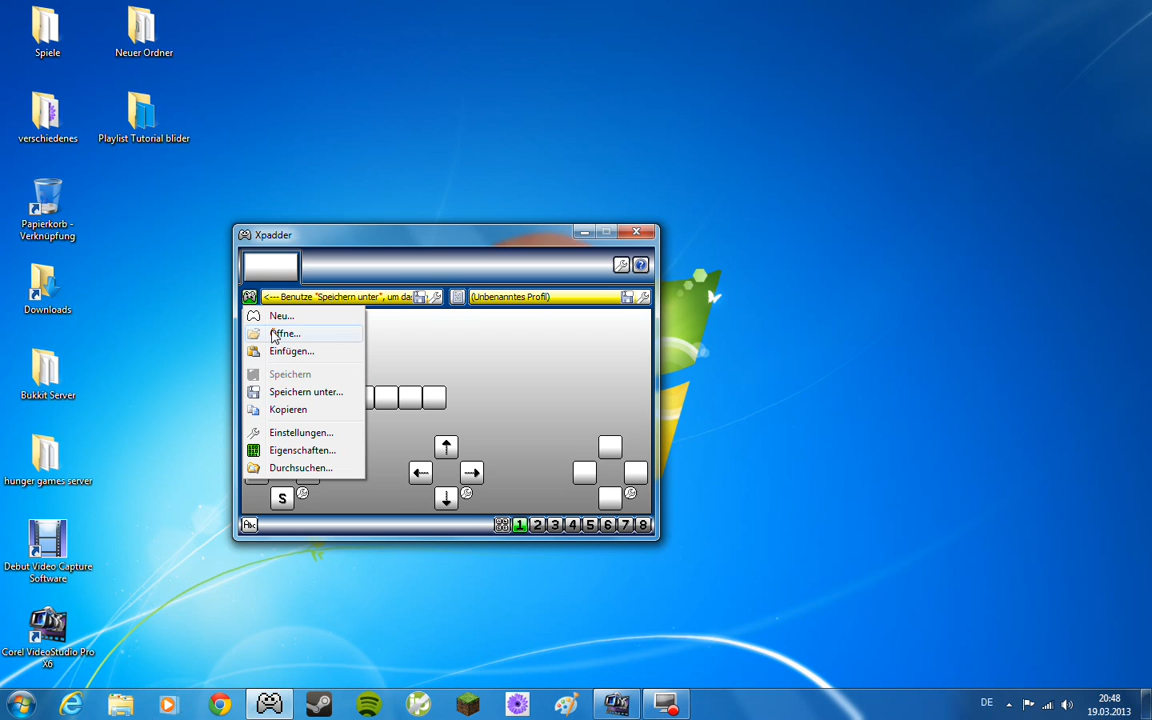 Spiele
Neuer Ordner
verschiedenes
Playlist Tutorial blider
Papierkorb -
Verknüpfung
Downloads
Bukkit Server
hunger games server
Debut Video Capture
Software
Corel VideoStudio Pro
X6
Xpadder
<--- Benutze "Speichern unter", um das
(Unbenanntes Profil)
Neu...
Öffne...
Einfügen...
Speichern
Speichern unter...
Kopieren
Einstellungen...
Eigenschaften...
Durchsuchen...
S
Abc
1 2 3 4 5 6 7 8
DE
20:48
19.03.2013